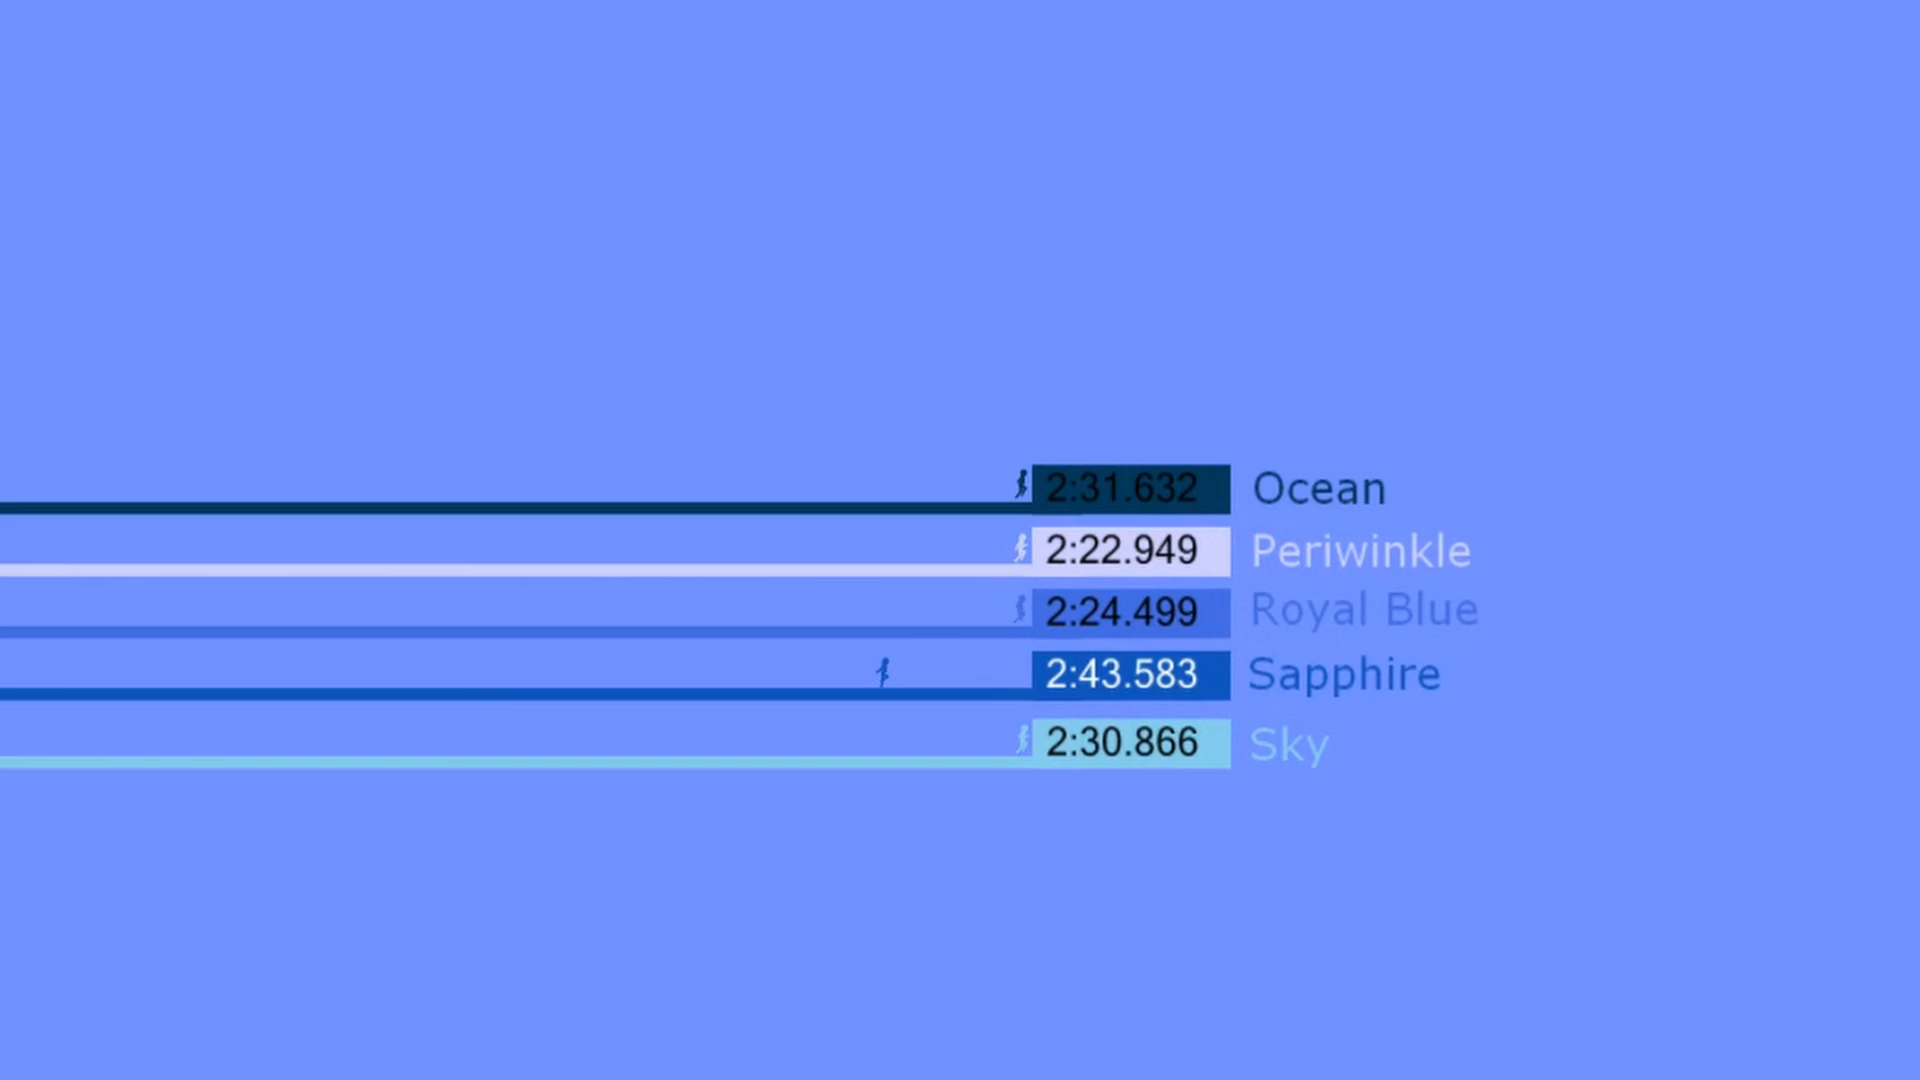 2:31.632 Ocean
2:22.949 Periwinkle
2:24.499 Royal Blue
2:43.583 Sapphire
2:30.866 Sky